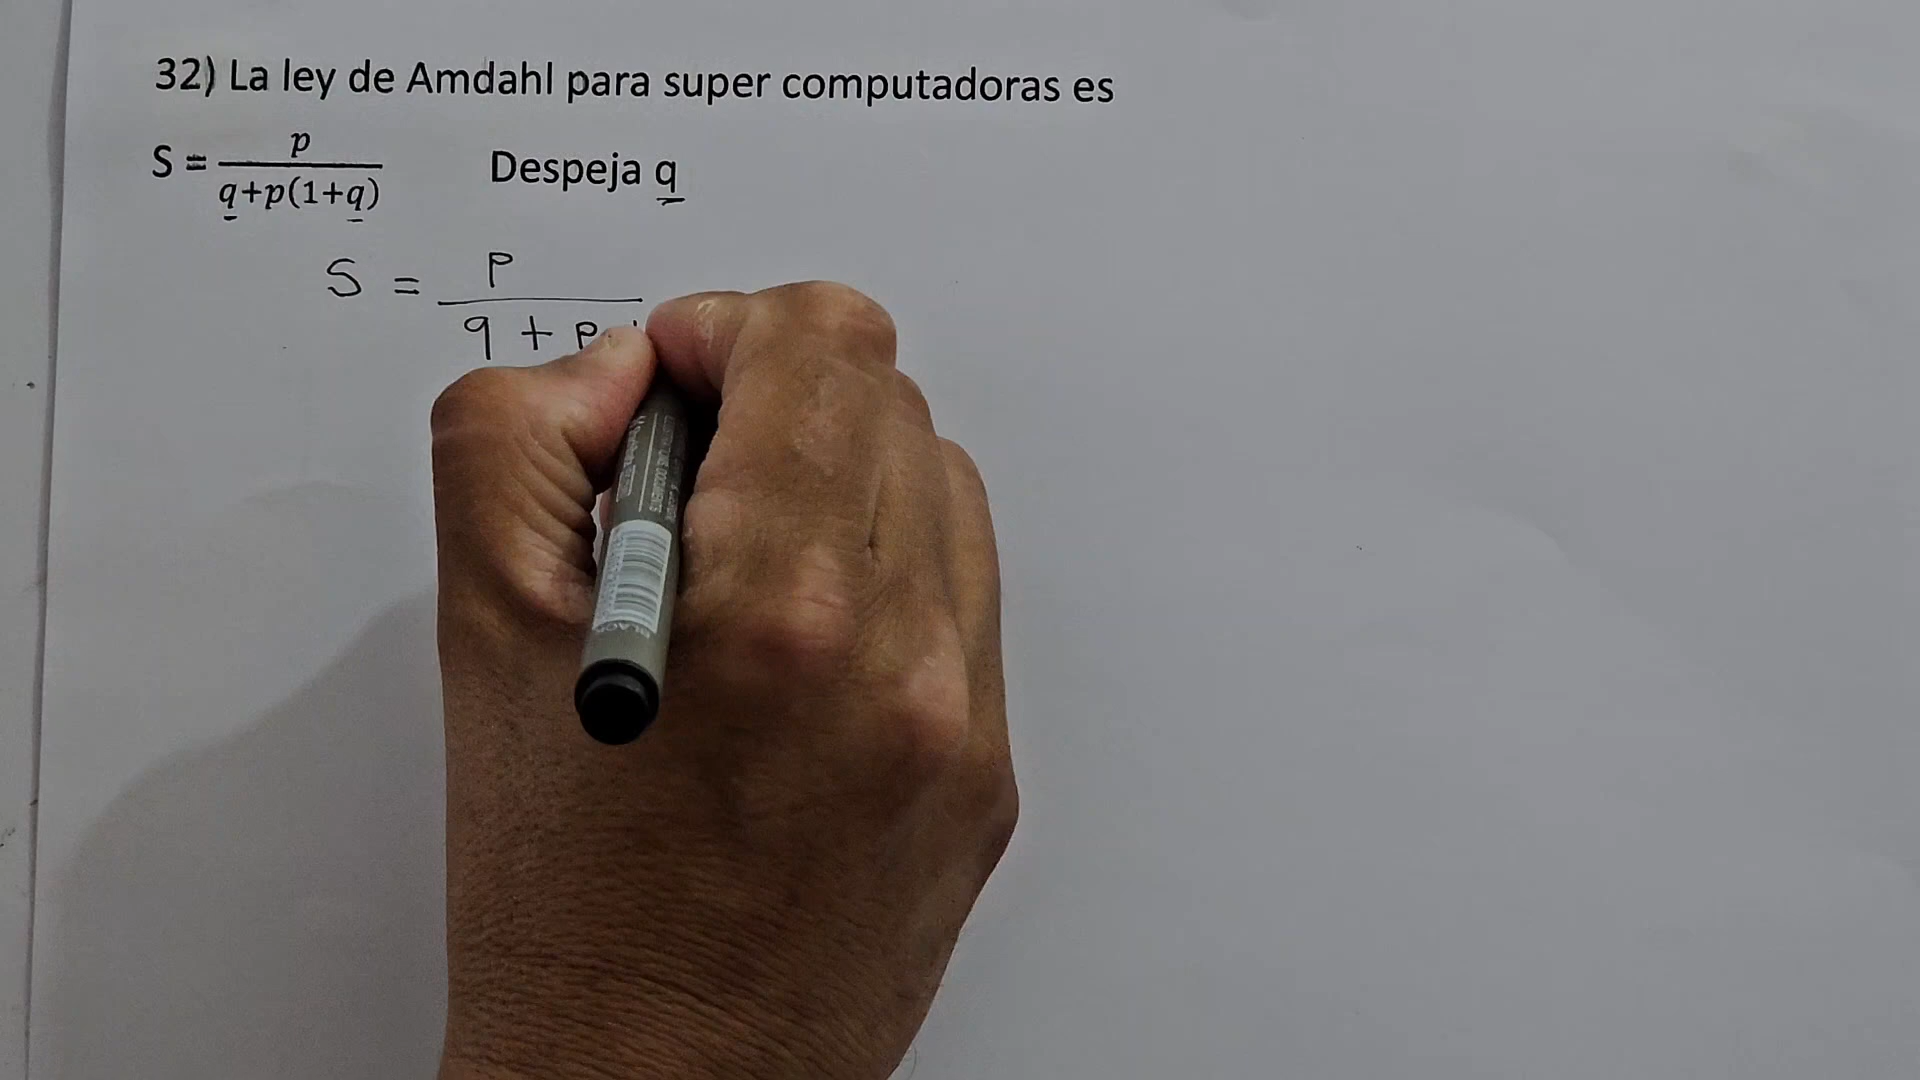 32) La ley de Amdahl para super computadoras es
S = p / q+p(1+q) Despeja q
S = P
q + P